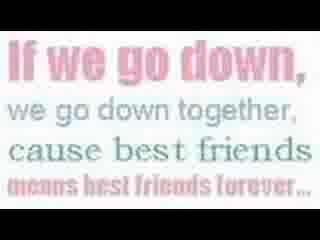 If we go down,
we go down together,
cause best friends
means best friends forever...